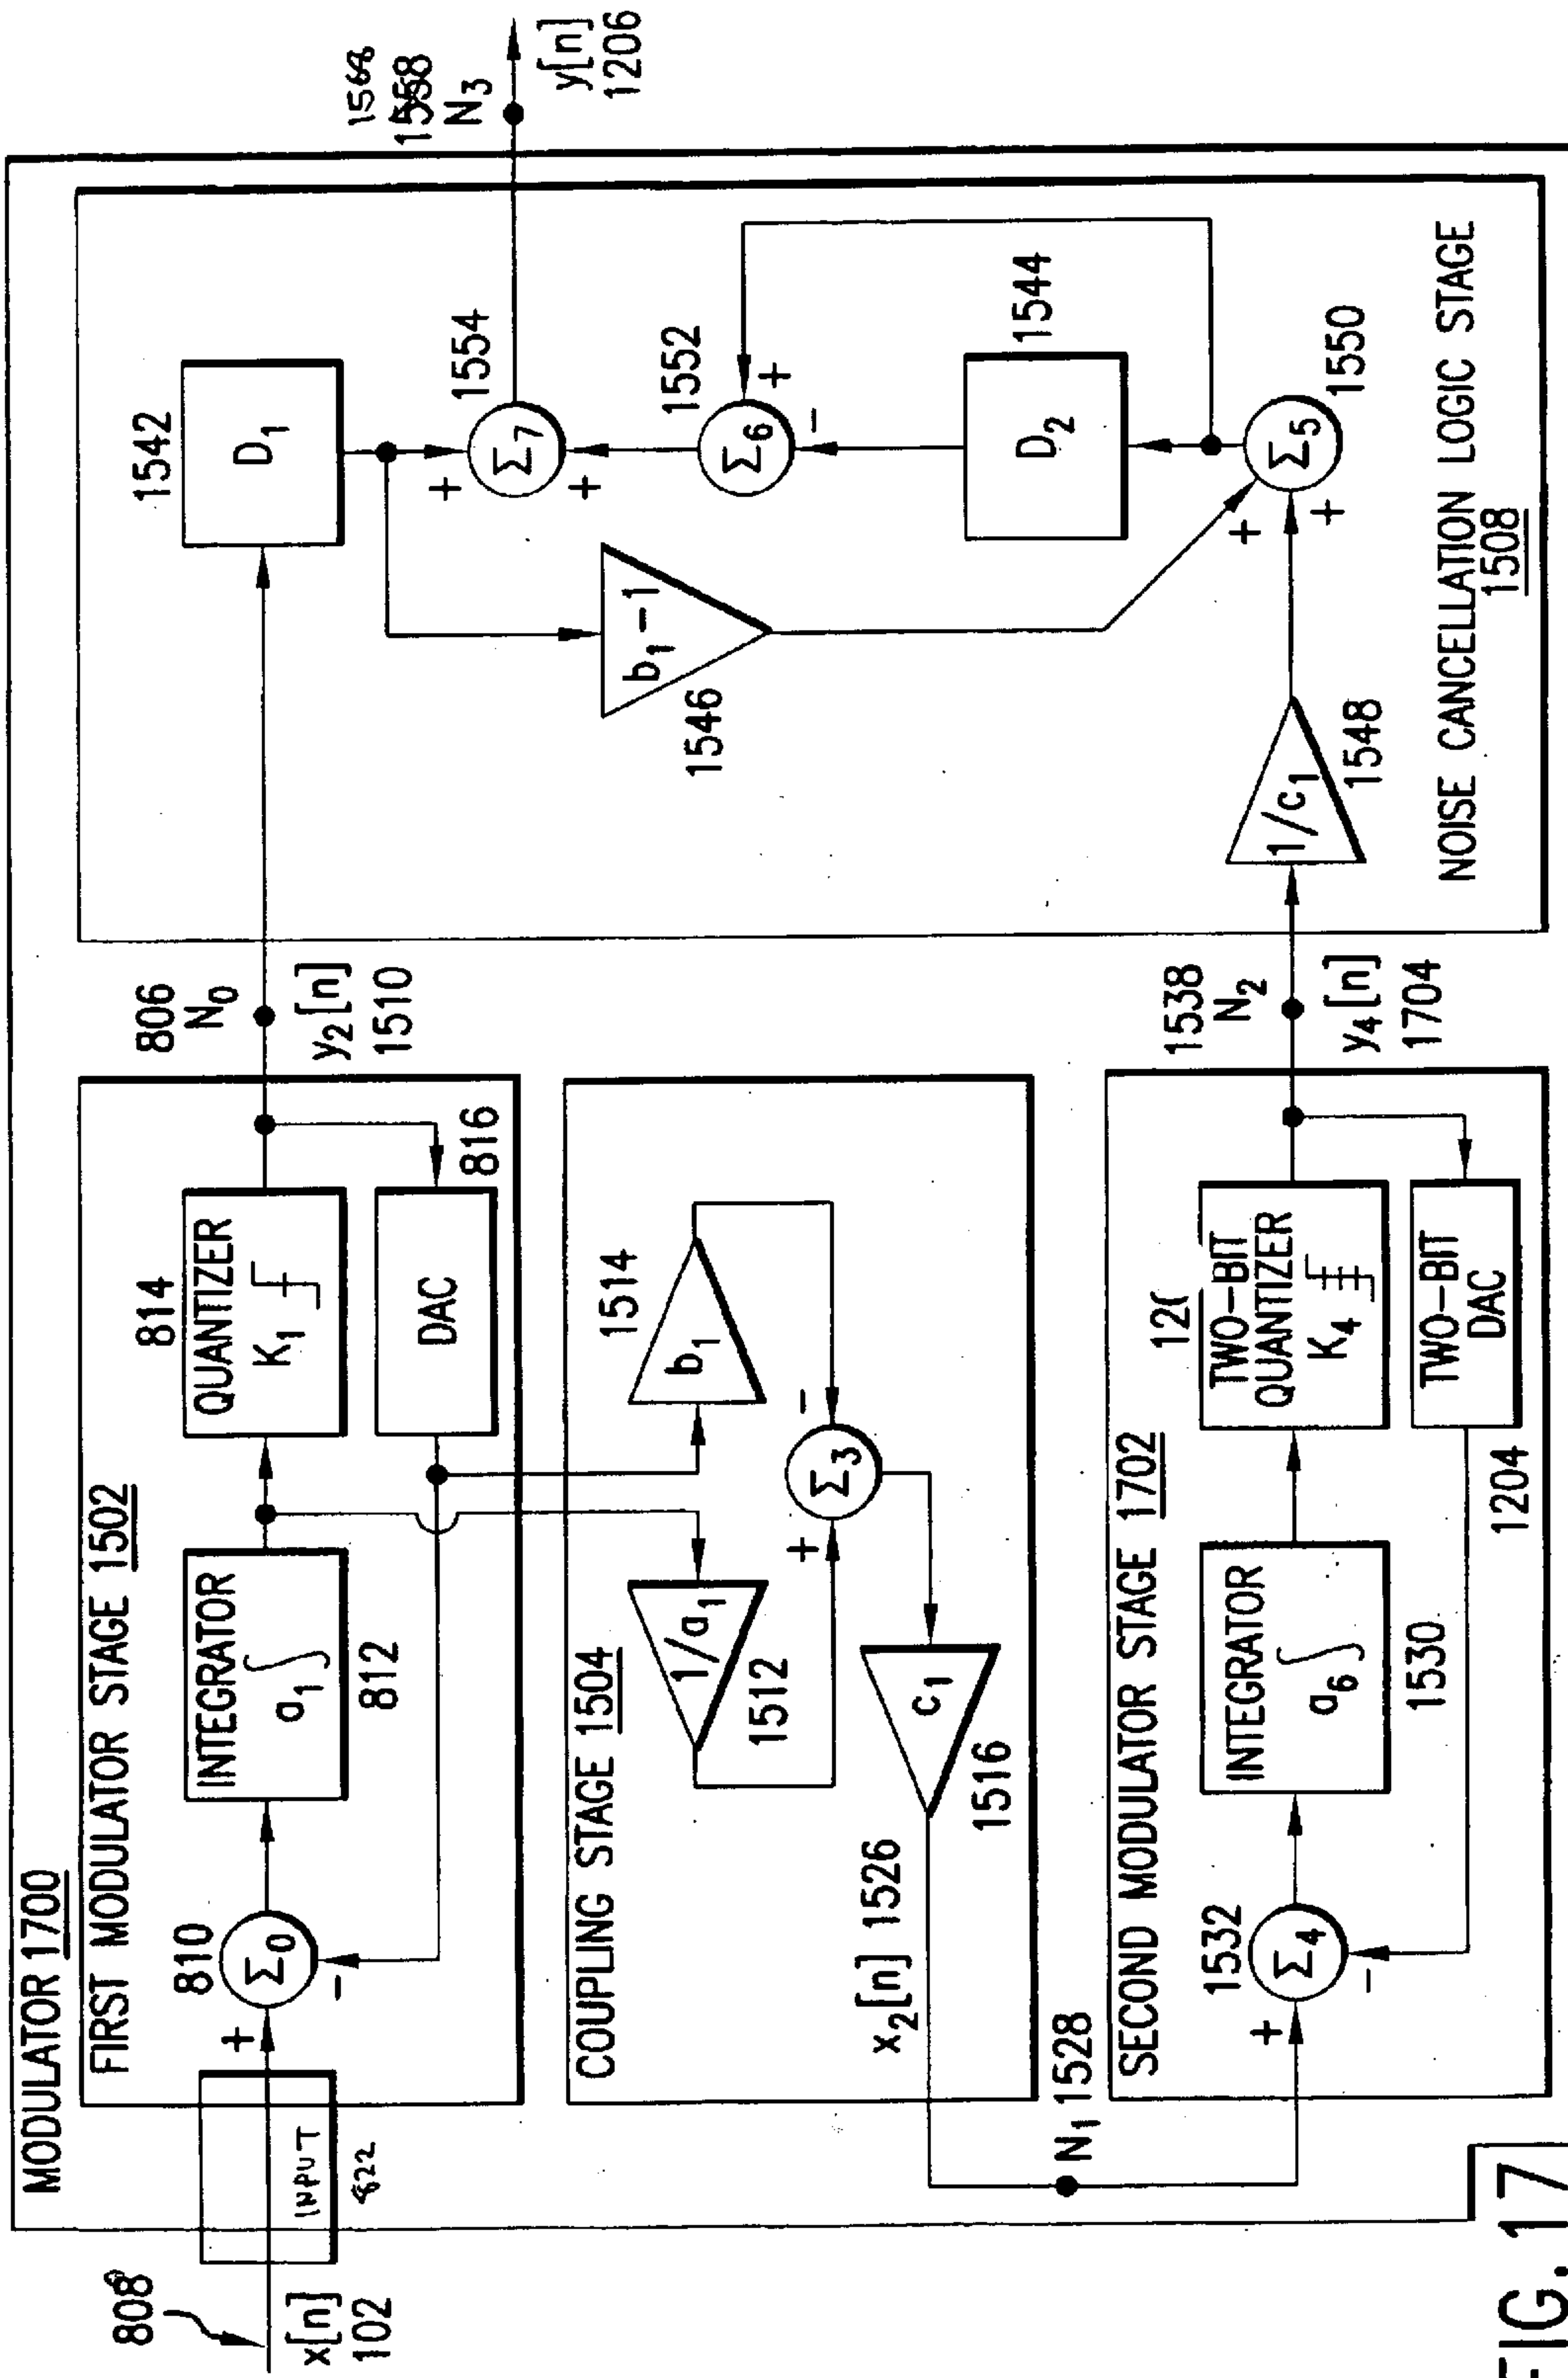 MODULATOR 1700
808
x[n]
102
INPUT
822
FIRST MODULATOR STAGE 1502
810
+
Σ0
-
INTEGRATOR
a1 ∫
812
814
QUANTIZER
K1
DAC
816
806
N0
y2[n]
1510
COUPLING STAGE 1504
1/a1
1512
b1
1514
+
-
Σ3
c1
1516
x2[n] 1526
N1 1528
SECOND MODULATOR STAGE 1702
1532
+
Σ4
-
INTEGRATOR
a6 ∫
1530
TWO-BIT
QUANTIZER
K4
TWO-BIT
DAC
1204
1538
N2
y4[n]
1704
1542
D1
b1-1
1546
1/c1
1548
+
Σ7
+
1554
1552
Σ6
+
-
D2
1544
+
+
Σ5
1550
NOISE CANCELLATION LOGIC STAGE
1508
1558
N3
y[n]
1206
FIG. 17